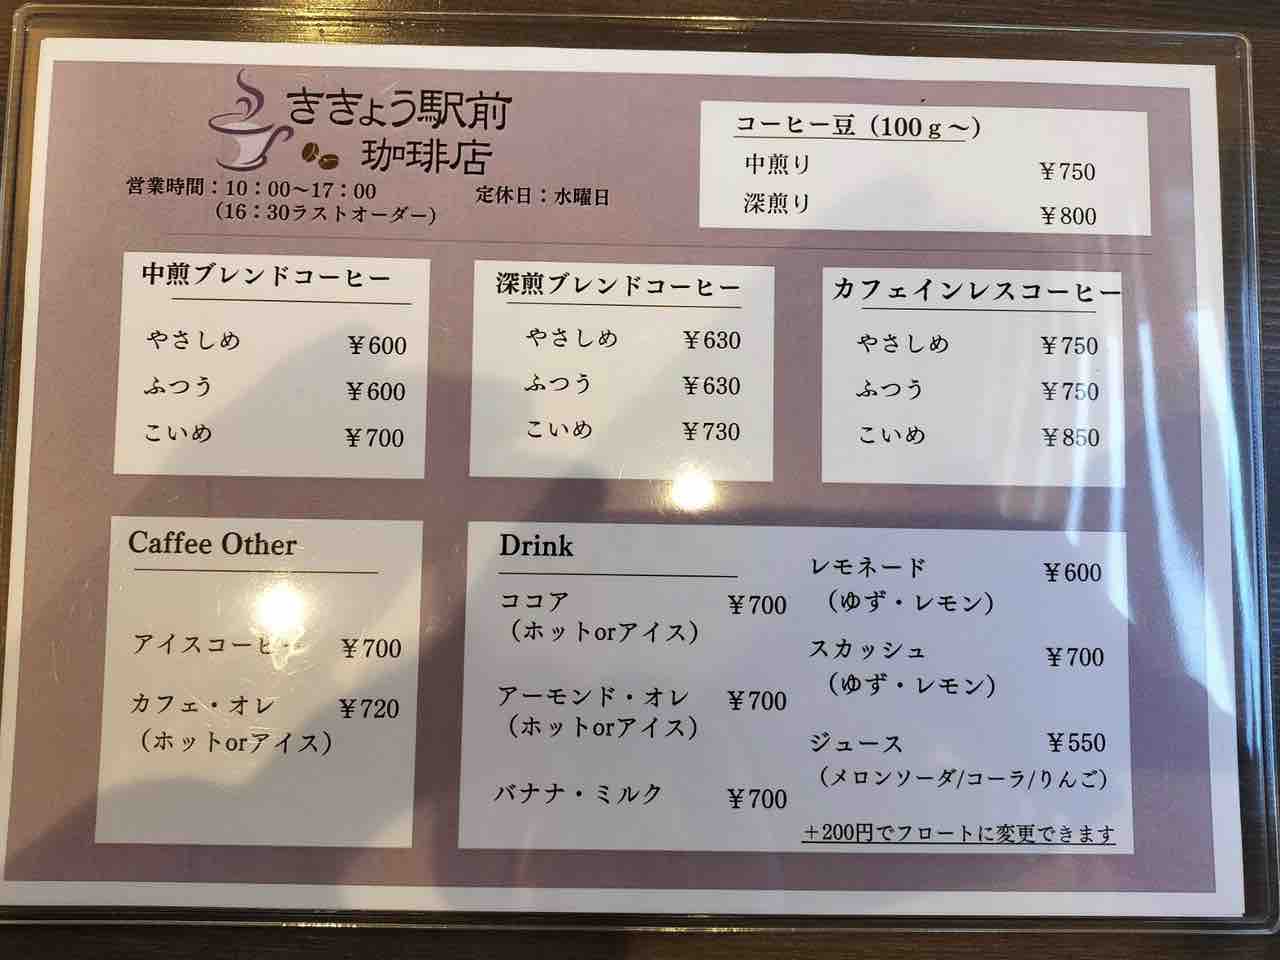 ききょう駅前
珈琲店
営業時間：10：00～17：00
（16：30ラストオーダー）
定休日：水曜日
コーヒー豆（100ｇ～）
中煎り ￥750
深煎り ￥800
中煎ブレンドコーヒー
やさしめ ￥600
ふつう ￥600
こいめ ￥700
深煎ブレンドコーヒー
やさしめ ￥630
ふつう ￥630
こいめ ￥730
カフェインレスコーヒー
やさしめ ￥750
ふつう ￥750
こいめ ￥850
Caffee Other
アイスコーヒー ￥700
カフェ・オレ ￥720
（ホットorアイス）
Drink
ココア ￥700
（ホットorアイス）
アーモンド・オレ ￥700
（ホットorアイス）
バナナ・ミルク ￥700
レモネード ￥600
（ゆず・レモン）
スカッシュ ￥700
（ゆず・レモン）
ジュース ￥550
（メロンソーダ/コーラ/りんご）
＋200円でフロートに変更できます